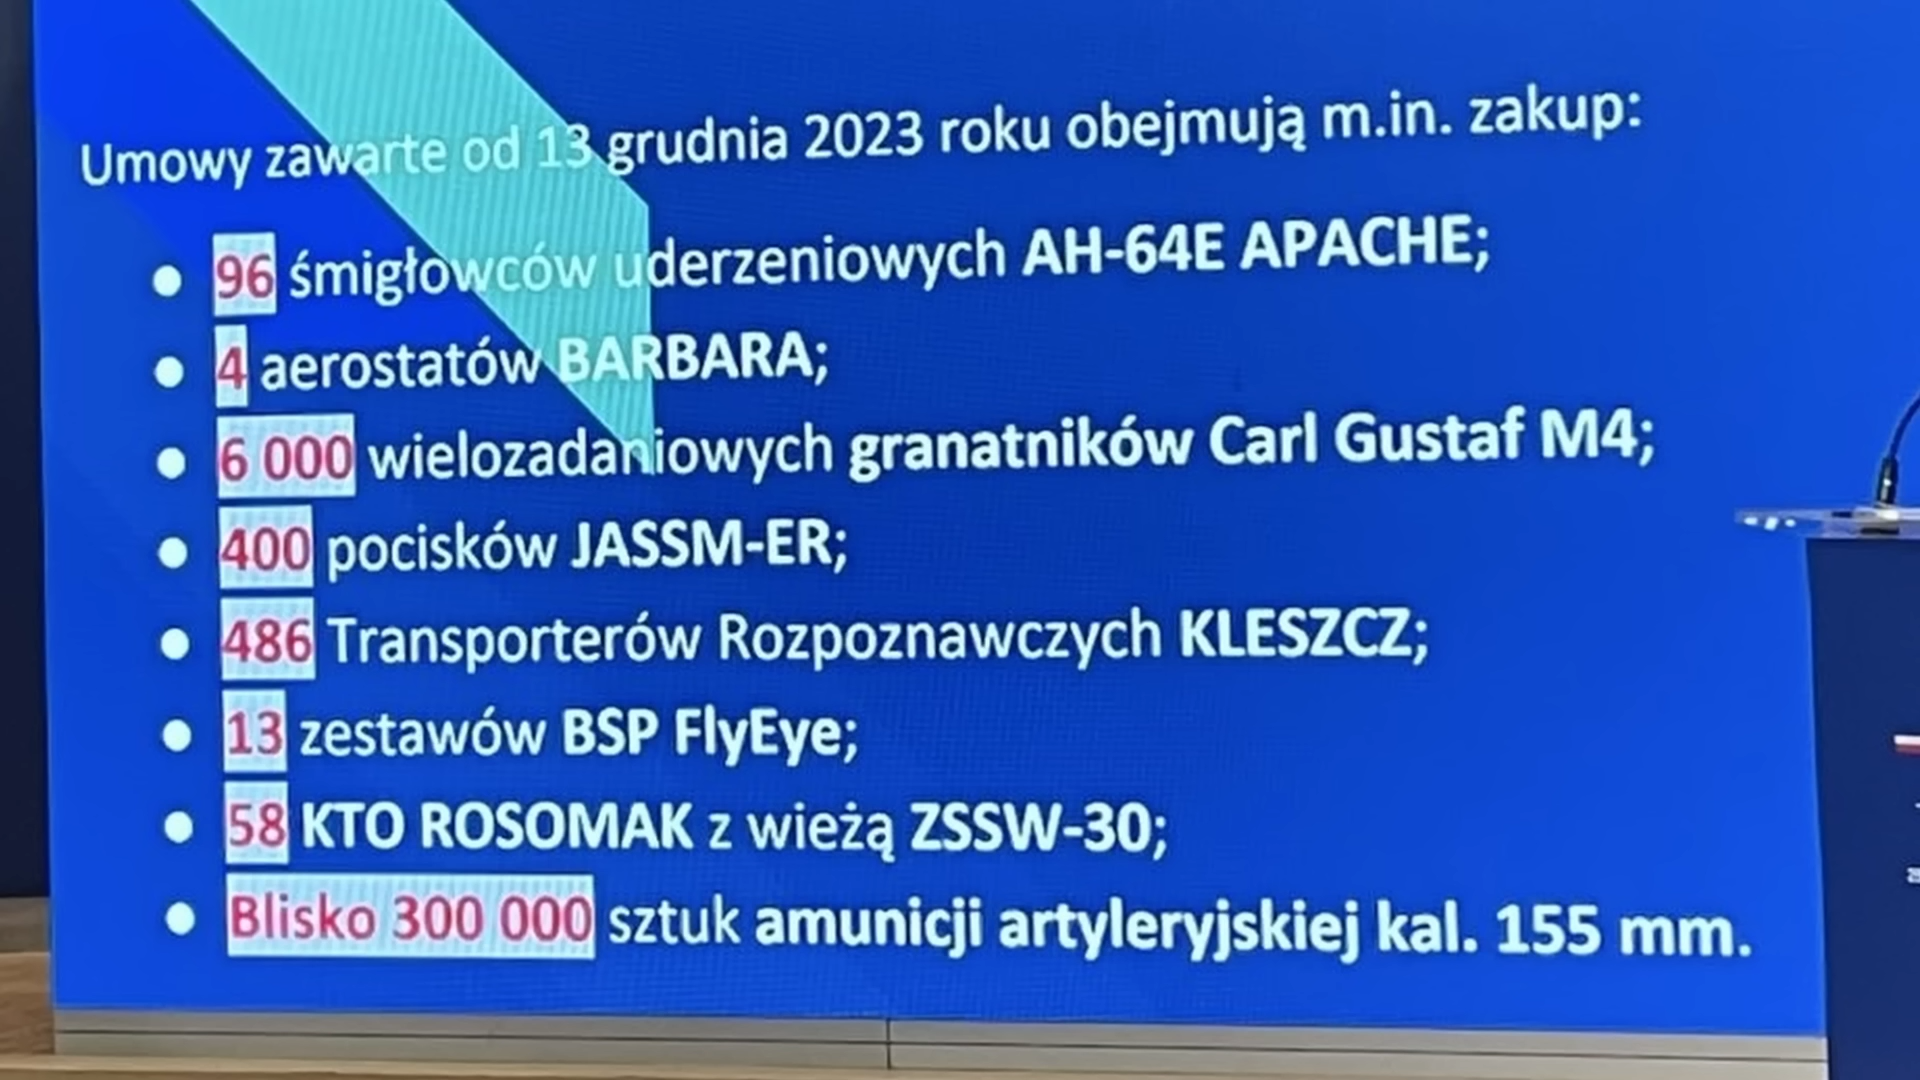 Umowy zawarte od 13 grudnia 2023 roku obejmują m.in. zakup:
• 96 śmigłowców uderzeniowych AH-64E APACHE;
• 4 aerostatów BARBARA;
• 6 000 wielozadaniowych granatników Carl Gustaf M4;
• 400 pocisków JASSM-ER;
• 486 Transporterów Rozpoznawczych KLESZCZ;
• 13 zestawów BSP FlyEye;
• 58 KTO ROSOMAK z wieżą ZSSW-30;
• Blisko 300 000 sztuk amunicji artyleryjskiej kal. 155 mm.